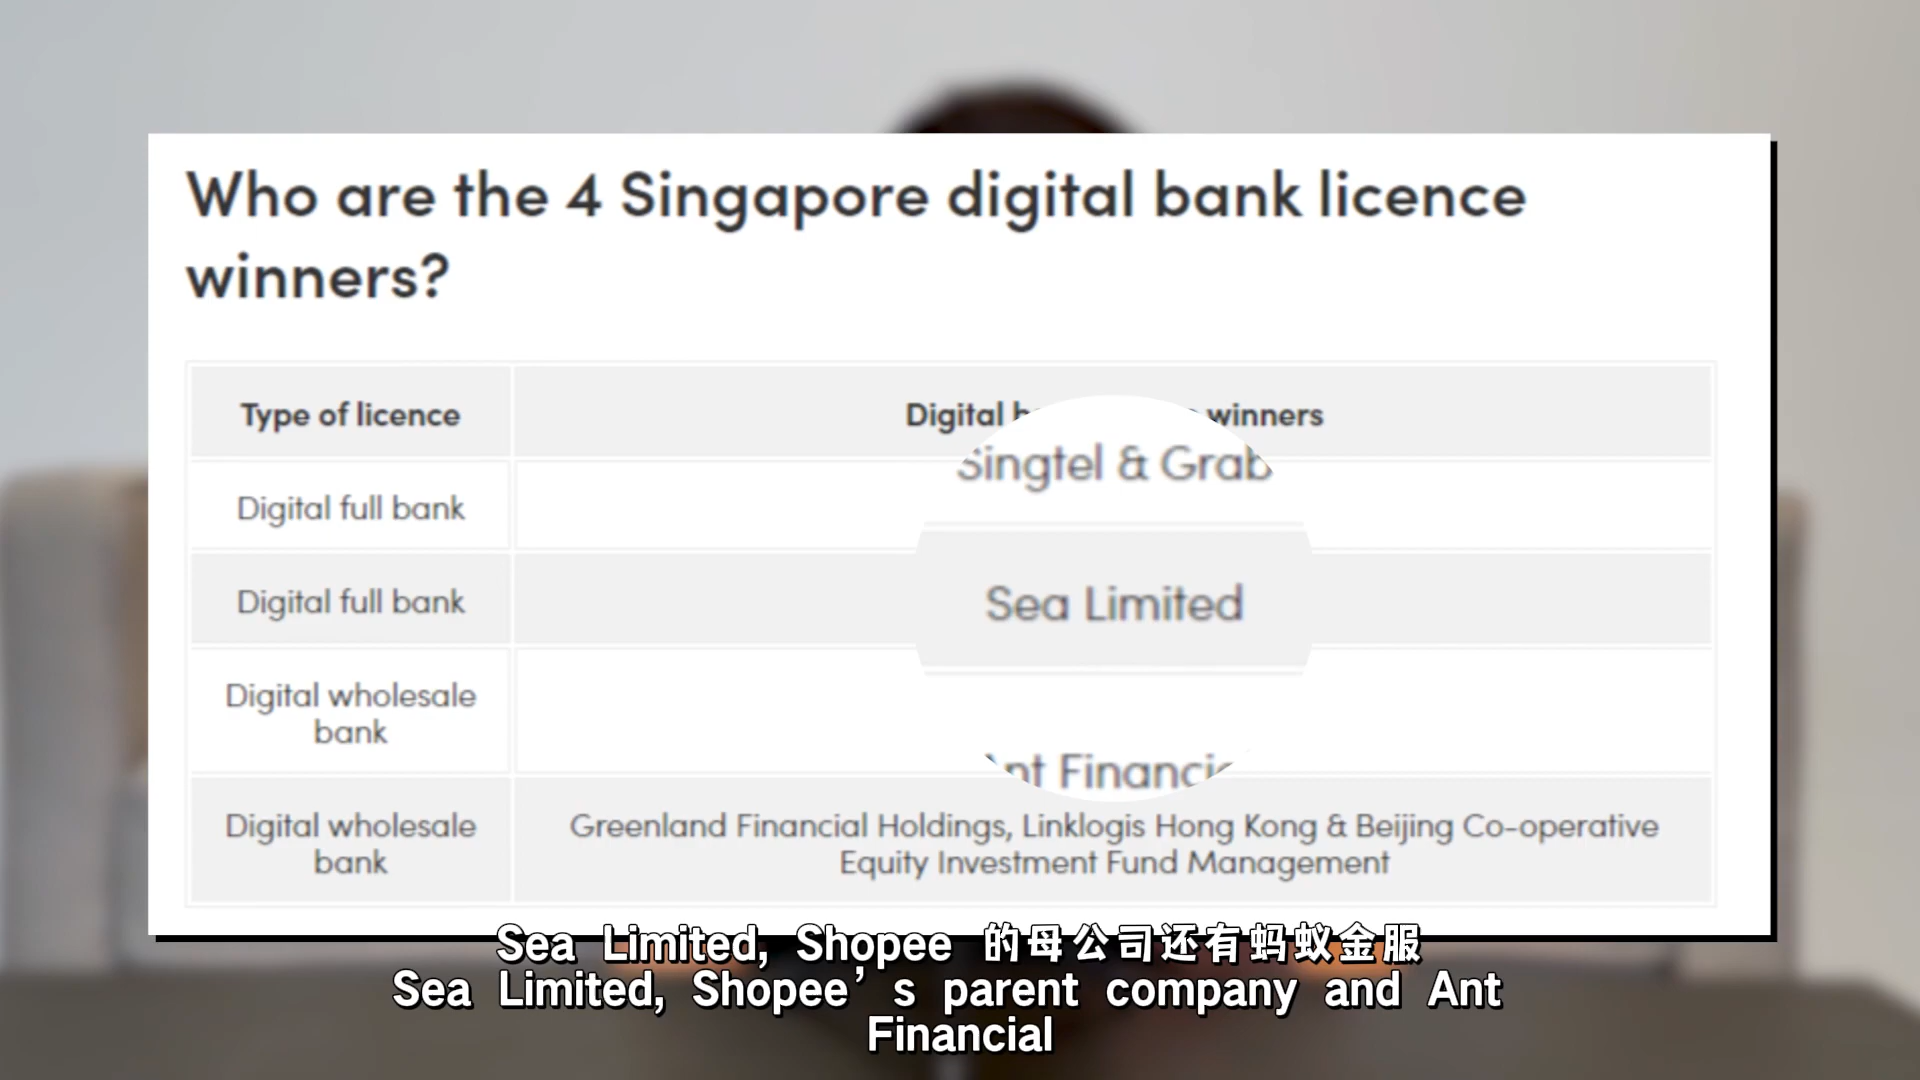 Who are the 4 Singapore digital bank licence
winners?
Type of licence
Digital winners
Digital full bank
Singtel & Grab
Digital full bank
Sea Limited
Digital wholesale
bank
Ant Financial
Digital wholesale
bank
Greenland Financial Holdings, Linklogis Hong Kong & Beijing Co-operative
Equity Investment Fund Management
Sea Limited, Shopee 的母公司还有蚂蚁金服
Sea Limited, Shopee's parent company and Ant
Financial